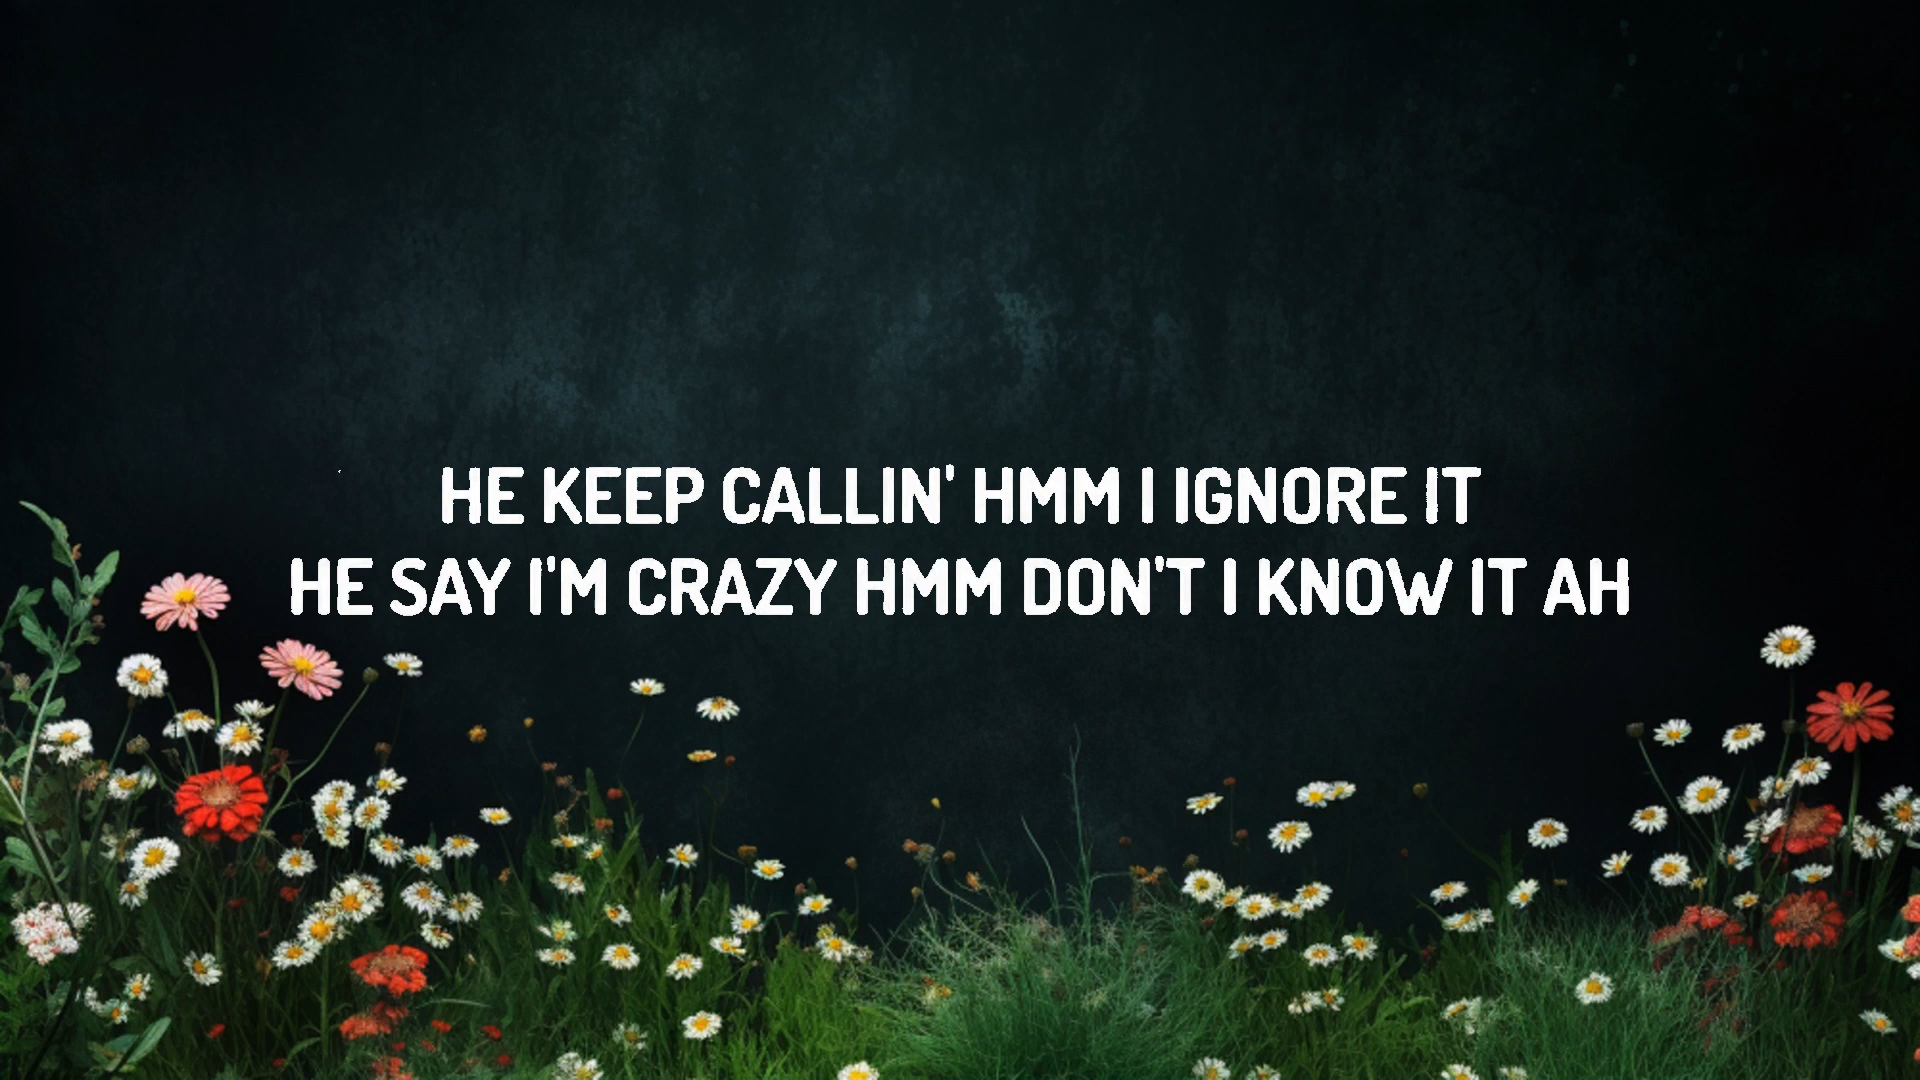 HE KEEP CALLIN' HMM I IGNORE IT
HE SAY I'M CRAZY HMM DON'T I KNOW IT AH